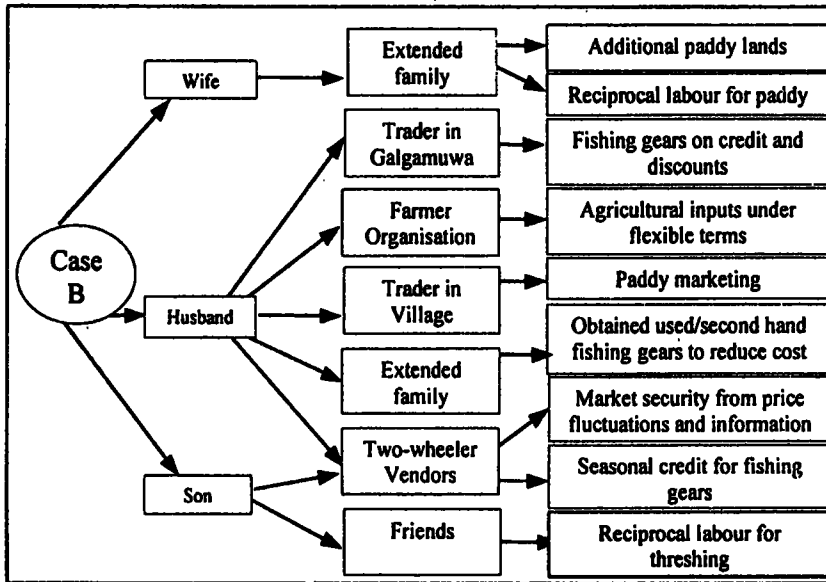 Case
B
Wife
Husband
Son
Extended
family
Trader in
Galgamuwa
Farmer
Organisation
Trader in
Village
Extended
family
Two-wheeler
Vendors
Friends
Additional paddy lands
Reciprocal labour for paddy
Fishing gears on credit and
discounts
Agricultural inputs under
flexible terms
Paddy marketing
Obtained used/second hand
fishing gears to reduce cost
Market security from price
fluctuations and information
Seasonal credit for fishing
gears
Reciprocal labour for
threshing